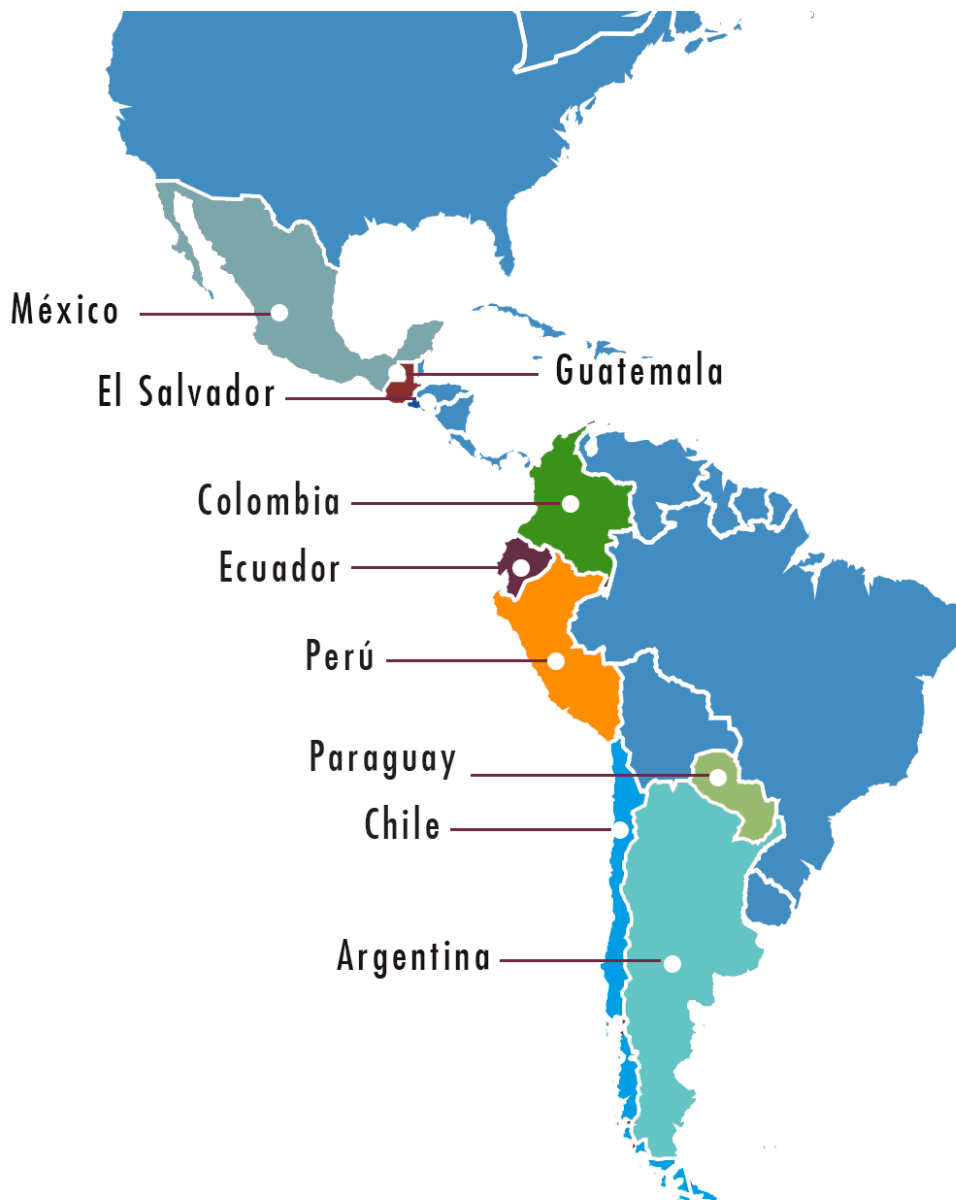 México
Guatemala
El Salvador
Colombia
Ecuador
Perú
Paraguay
Chile
Argentina